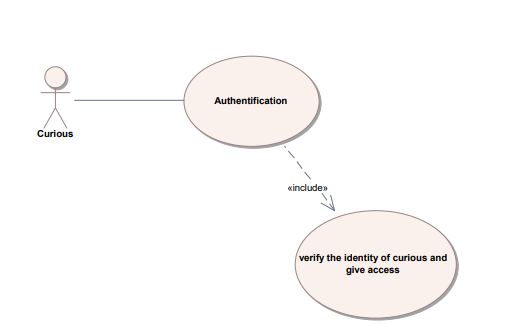 Authentification
Curious
«include»
verify the identity of curious and
give access